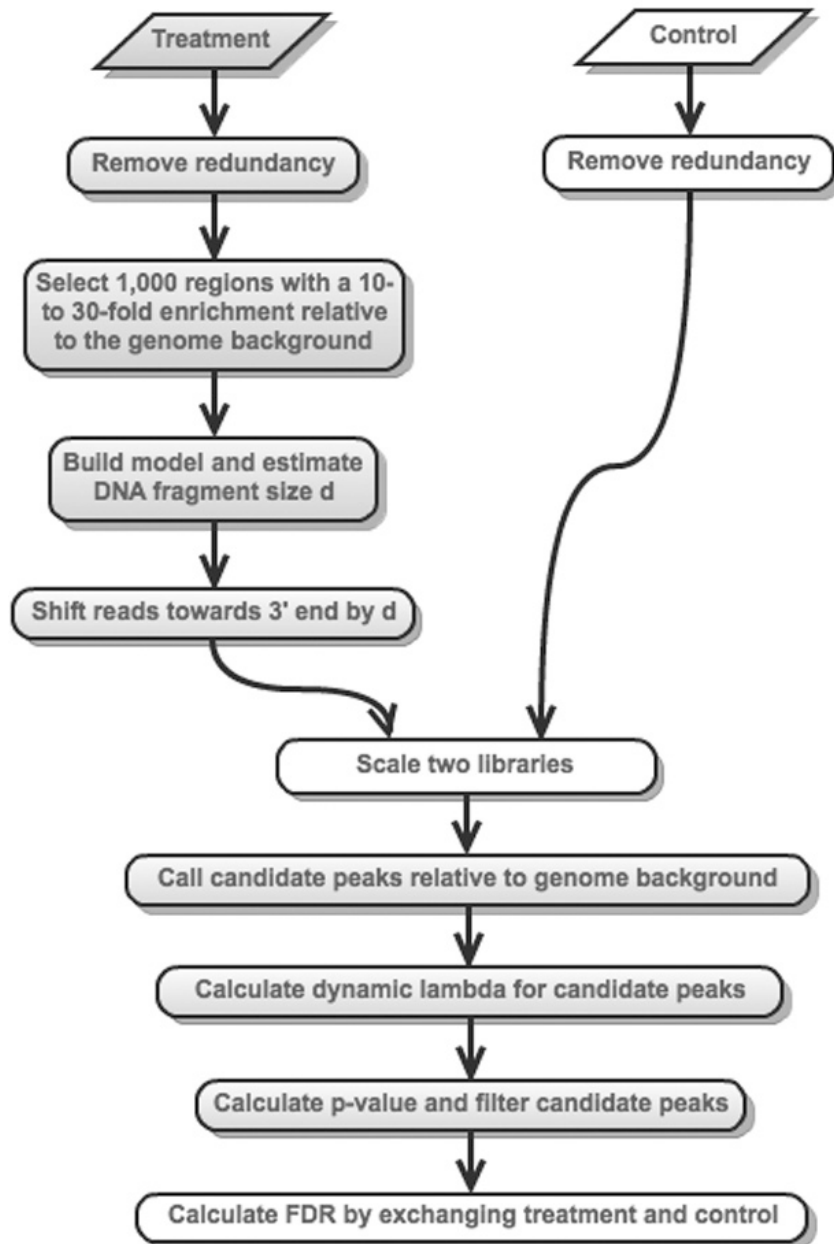 Treatment
Control
Remove redundancy
Remove redundancy
Select 1,000 regions with a 10-
to 30-fold enrichment relative
to the genome background
Build model and estimate
DNA fragment size d
Shift reads towards 3' end by d
Scale two libraries
Call candidate peaks relative to genome background
Calculate dynamic lambda for candidate peaks
Calculate p-value and filter candidate peaks
Calculate FDR by exchanging treatment and control